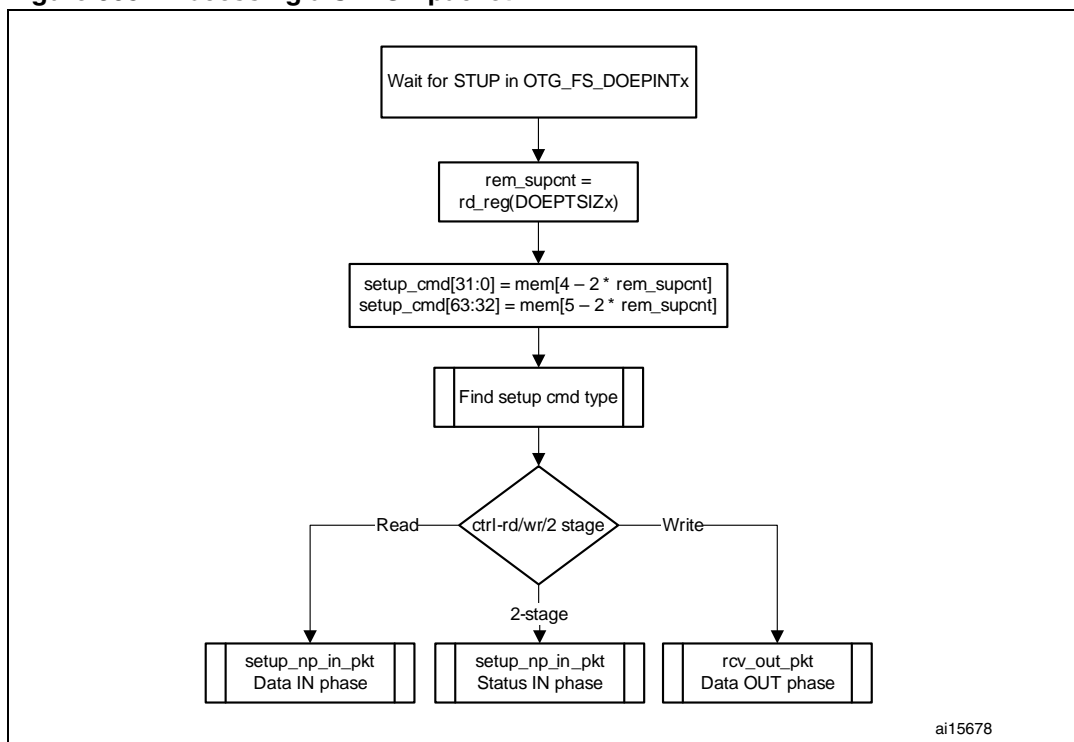 Wait for STUP in OTG_FS_DOEPINTx
rem_supcnt =
rd_reg(DOEPTSIZx)
setup_cmd[31:0] = mem[4 – 2 * rem_supcnt]
setup_cmd[63:32] = mem[5 – 2 * rem_supcnt]
Find setup cmd type
Read
ctrl-rd/wr/2 stage
Write
2-stage
setup_np_in_pkt
Data IN phase
setup_np_in_pkt
Status IN phase
rcv_out_pkt
Data OUT phase
ai15678